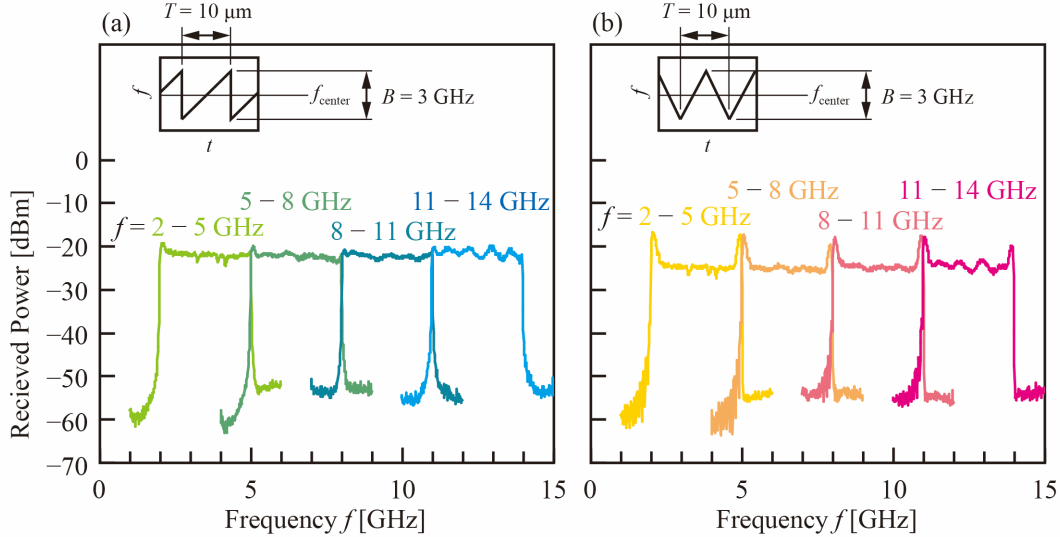 (a)
T = 10 μm
f
f center
B = 3 GHz
t
5 – 8 GHz
11 – 14 GHz
f = 2 – 5 GHz
8 – 11 GHz
Recieved Power [dBm]
0
−10
−20
−30
−40
−50
−60
−70
0 5 10 15
Frequency f [GHz]
(b)
T = 10 μm
f
f center
B = 3 GHz
t
5 – 8 GHz
11 – 14 GHz
f = 2 – 5 GHz
8 – 11 GHz
0 5 10 15
Frequency f [GHz]